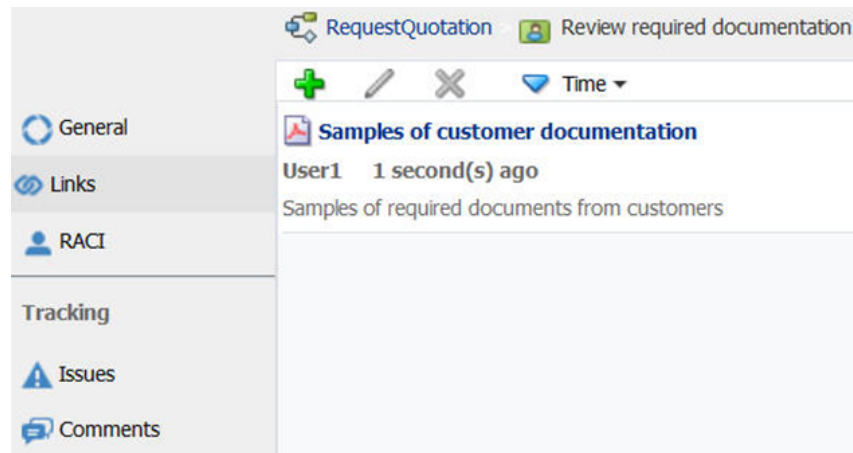 RequestQuotation Review required documentation
Time
General
Links
RACI
Tracking
Issues
Comments
Samples of customer documentation
User1 1 second(s) ago
Samples of required documents from customers